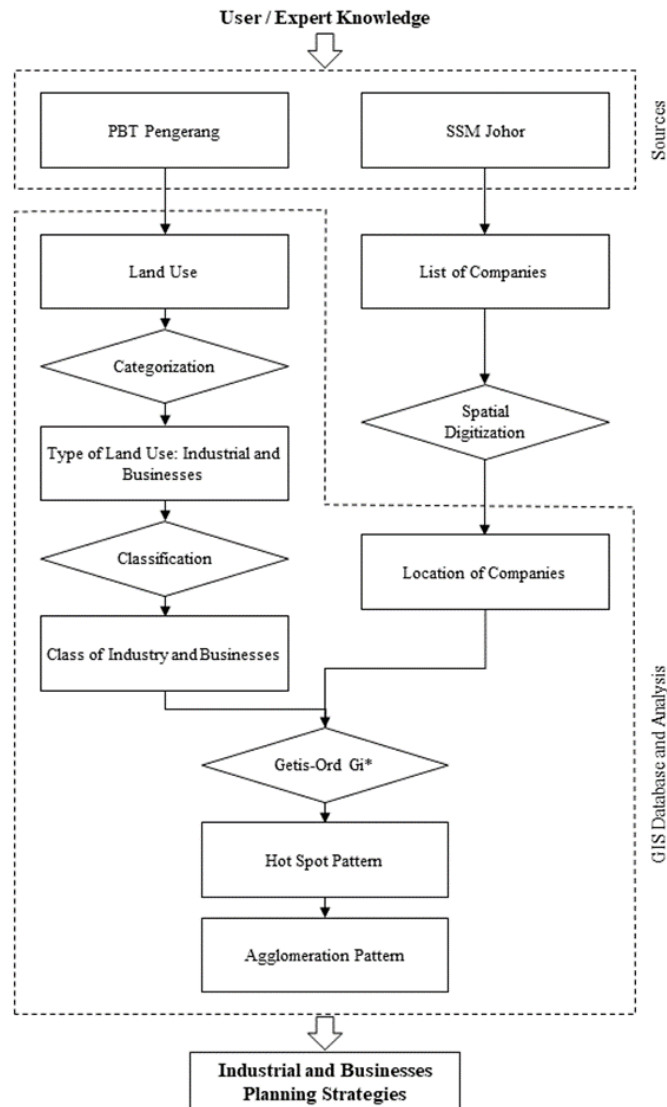 User / Expert Knowledge
PBT Pengerang
SSM Johor
Sources
Land Use
List of Companies
Categorization
Spatial
Digitization
Type of Land Use: Industrial and
Businesses
Classification
Location of Companies
Class of Industry and Businesses
Getis-Ord Gi*
Hot Spot Pattern
Agglomeration Pattern
GIS Database and Analysis
Industrial and Businesses
Planning Strategies